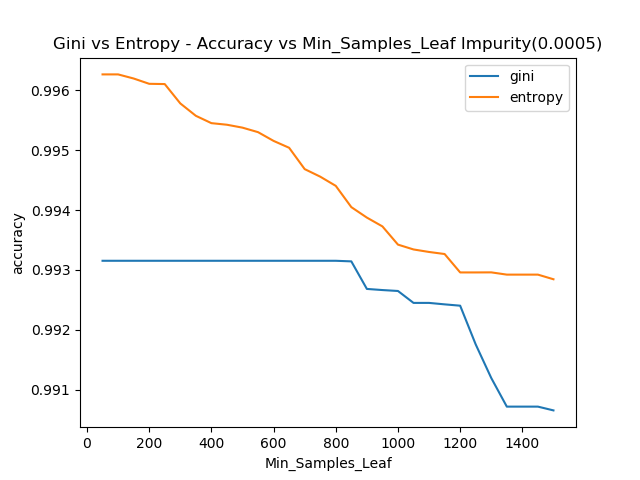 Gini vs Entropy - Accuracy vs Min_Samples_Leaf Impurity(0.0005)
gini
entropy
0.996
0.995
0.994
0.993
0.992
0.991
accuracy
0 200 400 600 800 1000 1200 1400
Min_Samples_Leaf